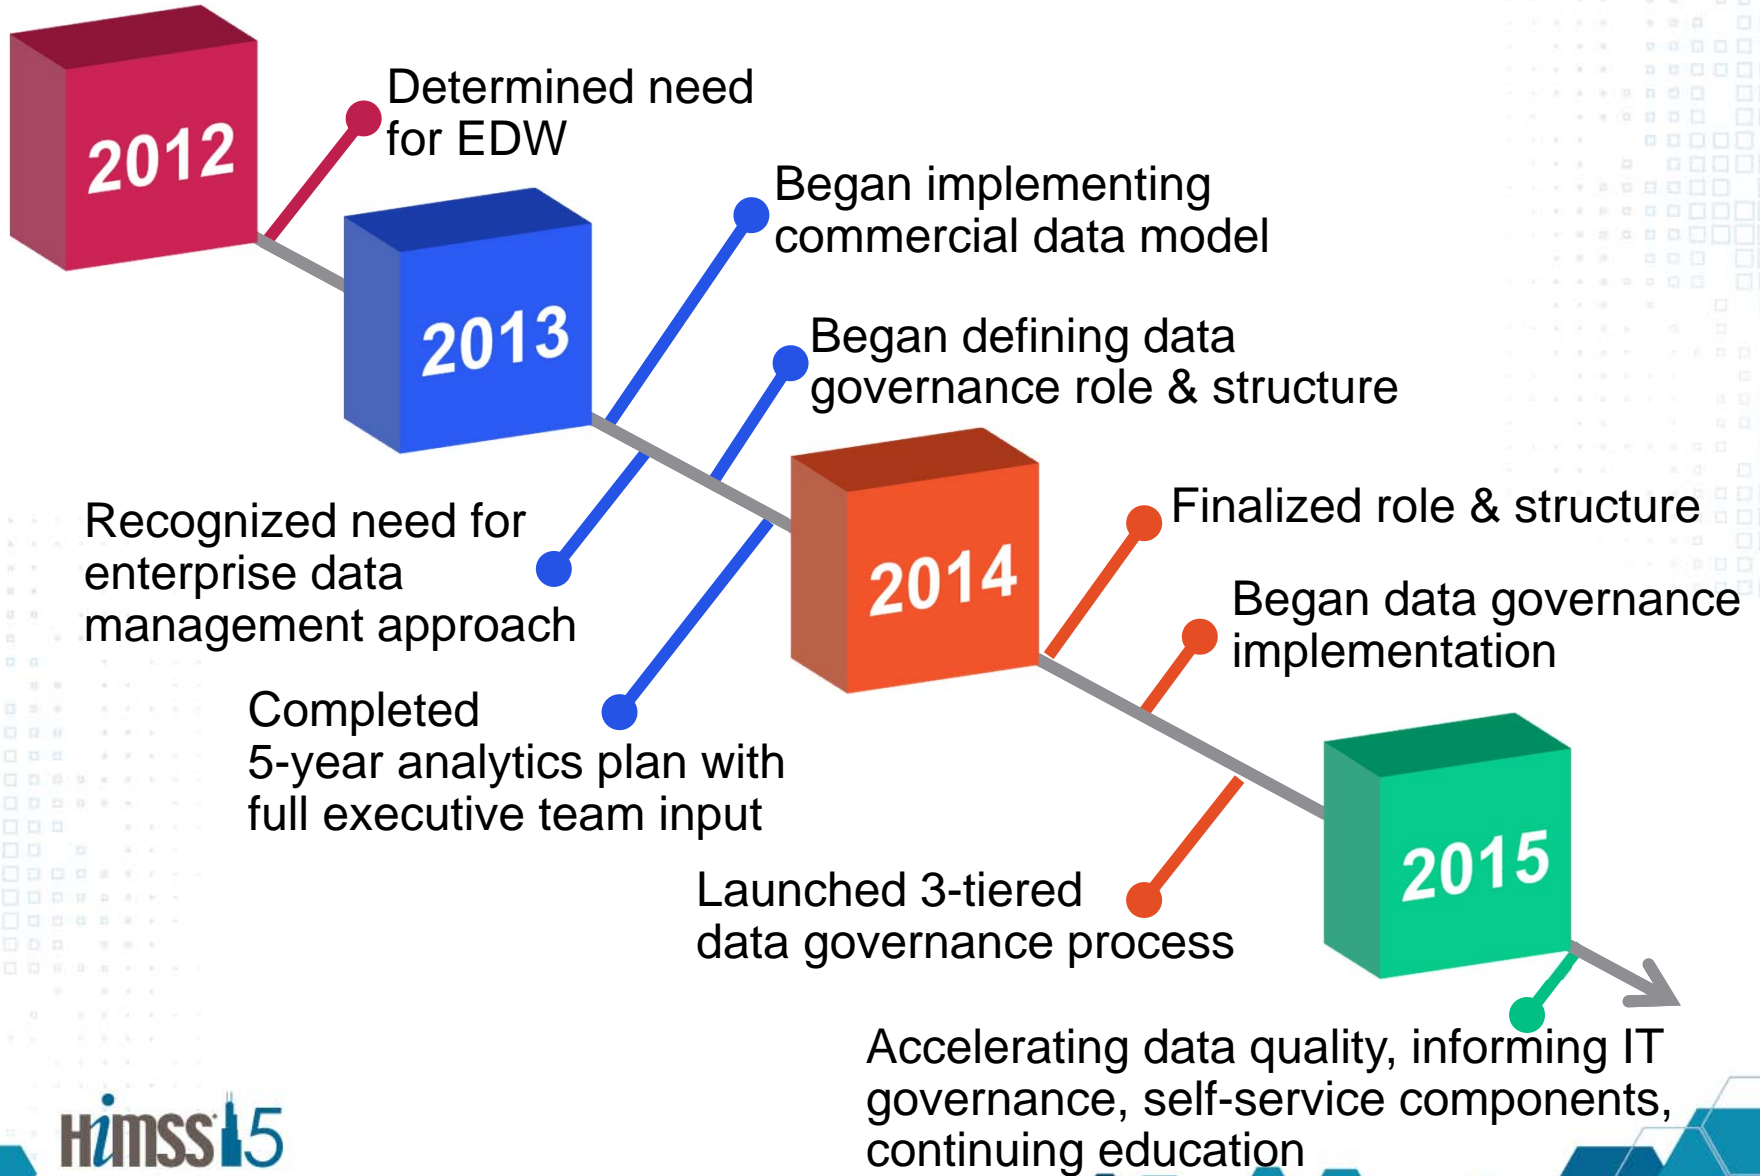 2012
Determined need
for EDW
2013
Began implementing
commercial data model
Began defining data
governance role & structure
Recognized need for
enterprise data
management approach
Completed
5-year analytics plan with
full executive team input
2014
Finalized role & structure
Began data governance
implementation
Launched 3-tiered
data governance process
2015
Accelerating data quality, informing IT
governance, self-service components,
continuing education
HIMSS15